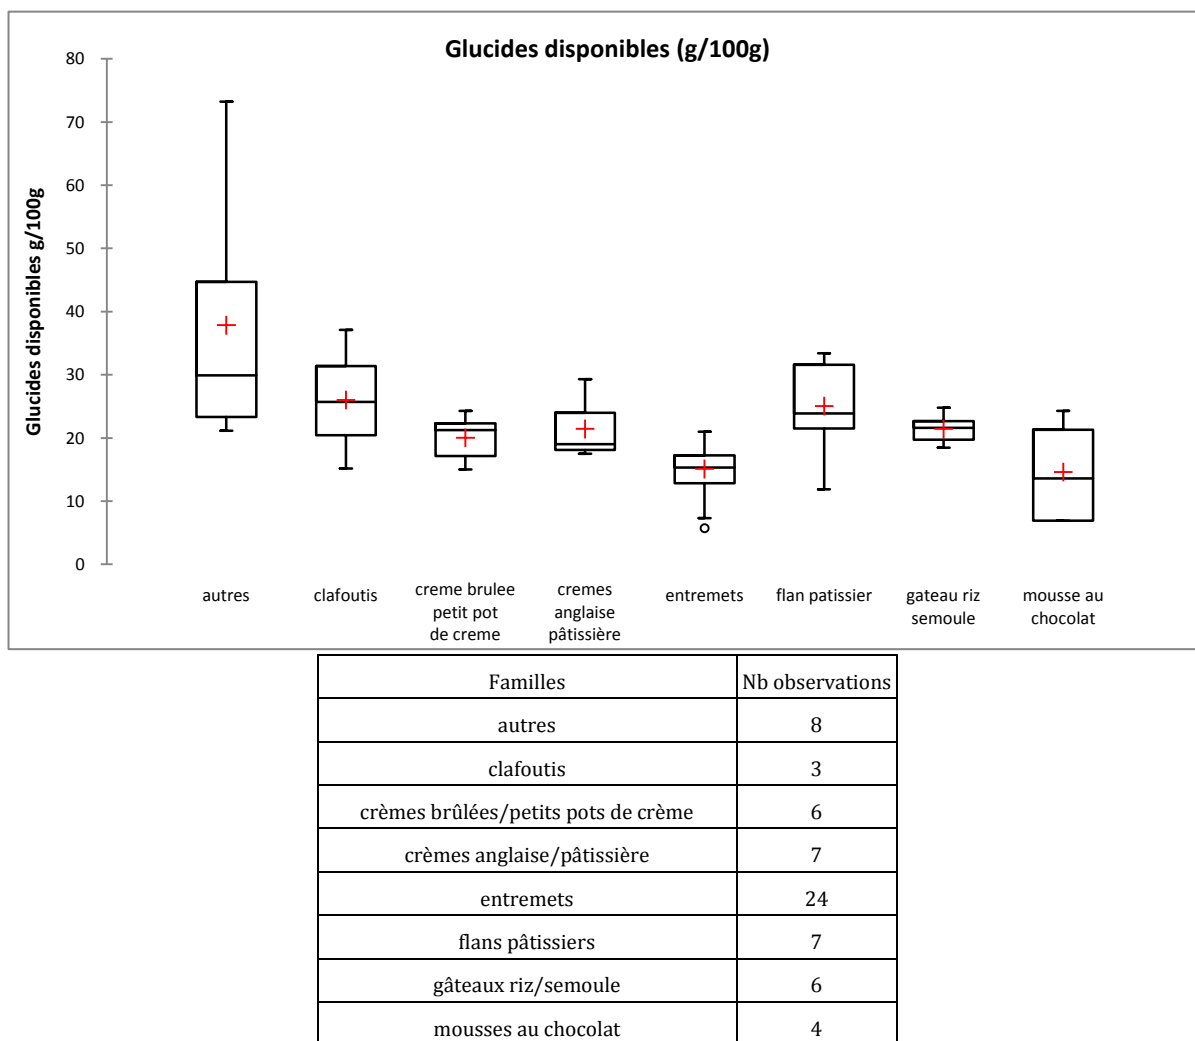 Glucides disponibles (g/100g)
Glucides disponibles g/100g
80
70
60
50
40
30
20
10
0
autres
clafoutis
creme brulee
petit pot
de creme
cremes
anglaise
pâtissière
entremets
flan patissier
gateau riz
semoule
mousse au
chocolat
Familles Nb observations
autres 8
clafoutis 3
crèmes brûlées/petits pots de crème 6
crèmes anglaise/pâtissière 7
entremets 24
flans pâtissiers 7
gâteaux riz/semoule 6
mousses au chocolat 4